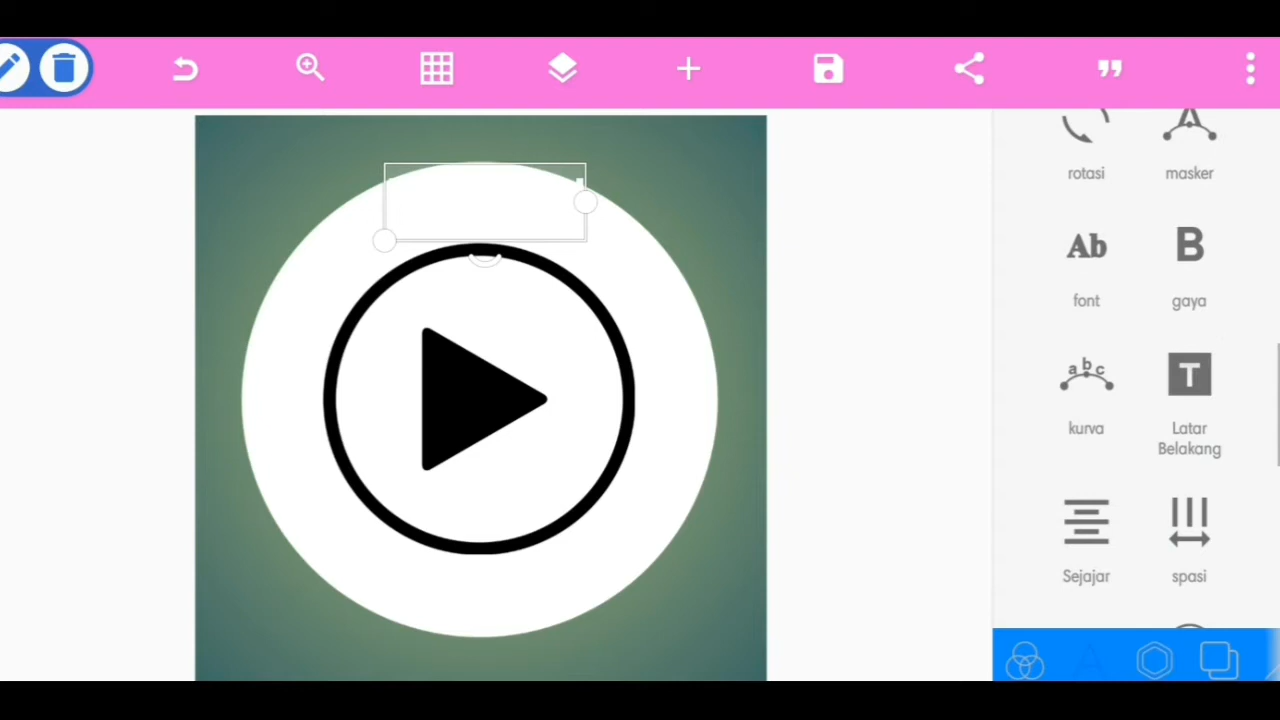 rotasi masker
Ab B
font gaya
abc T
kurva Latar
Belakang
Sejajar spasi